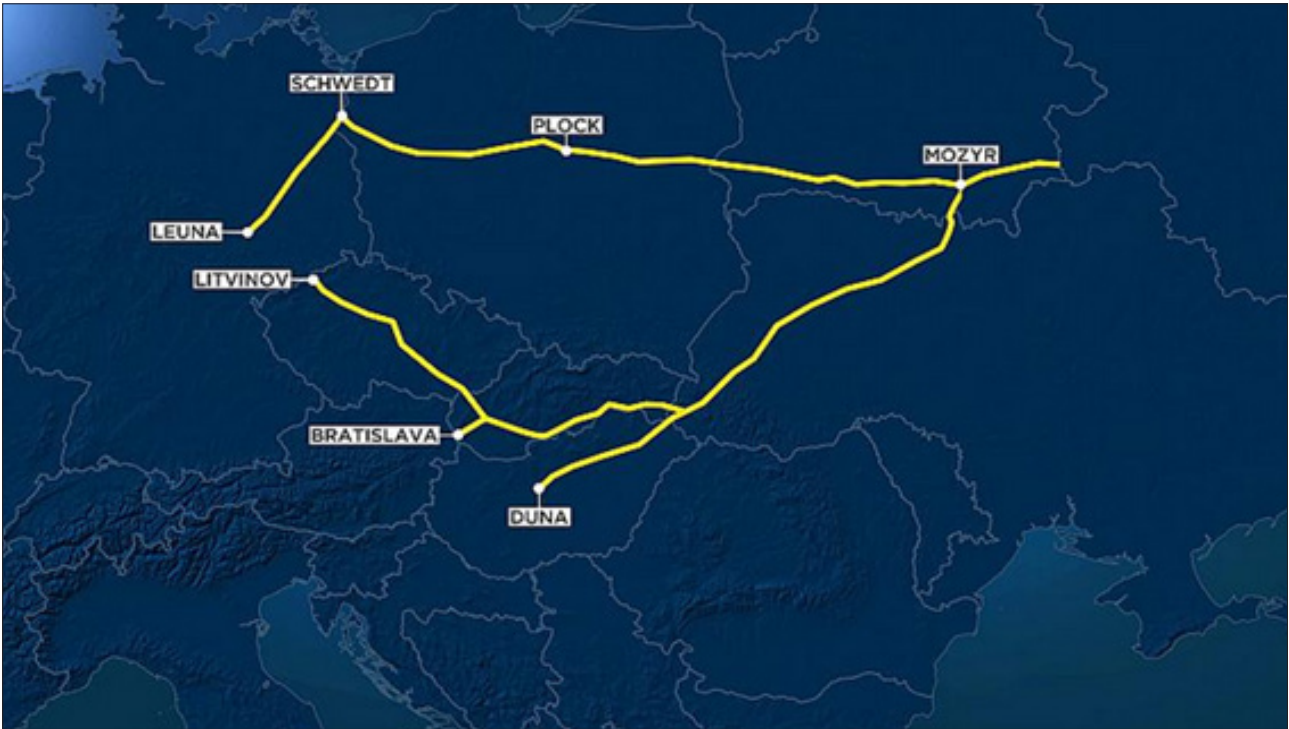 SCHWEDT
PLOCK
MOZYR
LEUNA
LITVINOV
BRATISLAVA
DUNA